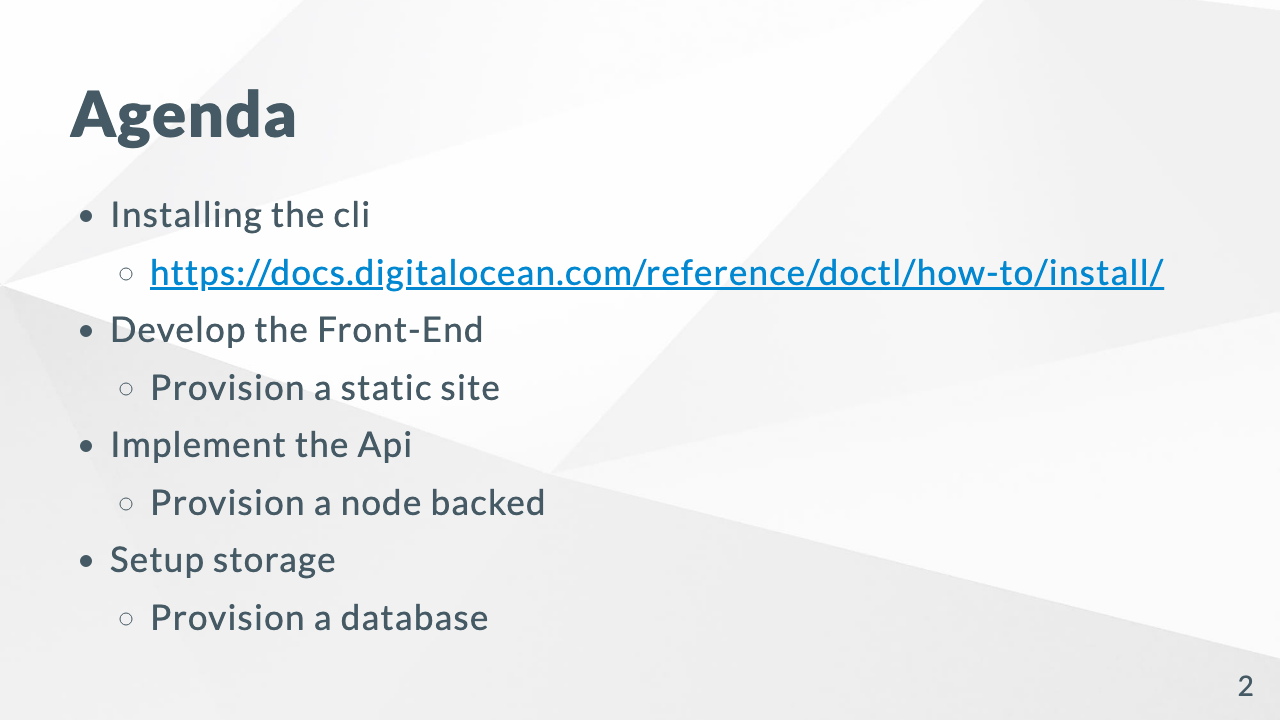 Agenda
Installing the cli
https://docs.digitalocean.com/reference/doctl/how-to/install/
Develop the Front-End
Provision a static site
Implement the Api
Provision a node backed
Setup storage
Provision a database
2